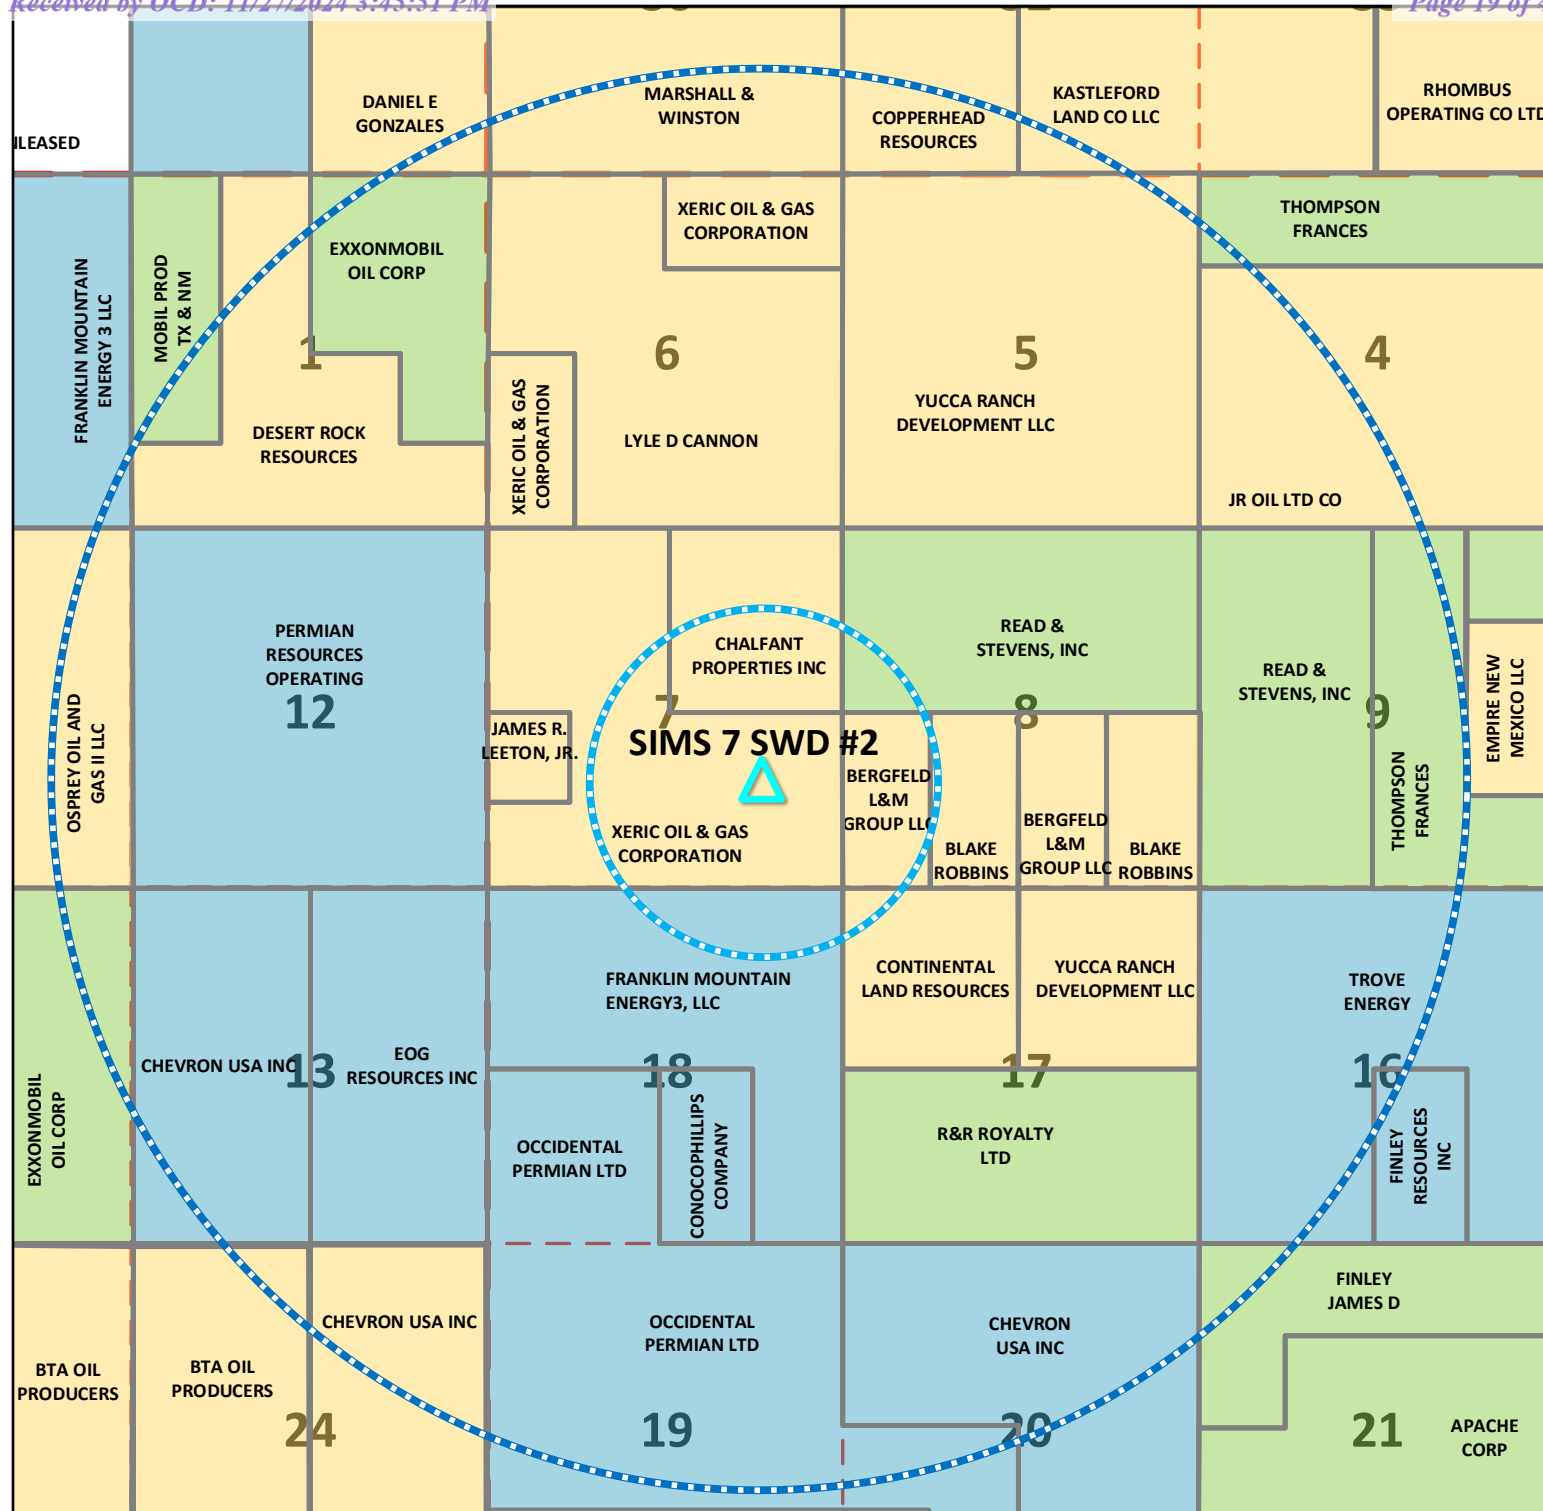 Received by OCD: 11/27/2024 3:45:51 PM
Page 19 of
DANIEL E
GONZALES
MARSHALL &
WINSTON
COPPERHEAD
RESOURCES
KASTLEFORD
LAND CO LLC
RHOMBUS
OPERATING CO LTD
NLEASED
FRANKLIN MOUNTAIN
ENERGY 3 LLC
MOBIL PROD
TX & NM
EXXONMOBIL
OIL CORP
1
DESERT ROCK
RESOURCES
XERIC OIL & GAS
CORPORATION
6
XERIC OIL & GAS
CORPORATION
LYLE D CANNON
5
YUCCA RANCH
DEVELOPMENT LLC
THOMPSON
FRANCES
4
JR OIL LTD CO
OSPREY OIL AND
GAS II LLC
PERMIAN
RESOURCES
OPERATING
12
JAMES R.
LEETON, JR.
CHALFANT
PROPERTIES INC
7
SIMS 7 SWD #2
XERIC OIL & GAS
CORPORATION
READ &
STEVENS, INC
8
BERGFELD
L&M
GROUP LLC
BLAKE
ROBBINS
BERGFELD
L&M
GROUP LLC
BLAKE
ROBBINS
READ &
STEVENS, INC
9
THOMPSON
FRANCES
EMPIRE NEW
MEXICO LLC
EXXONMOBIL
OIL CORP
CHEVRON USA INC
13
EOG
RESOURCES INC
FRANKLIN MOUNTAIN
ENERGY3, LLC
18
OCCIDENTAL
PERMIAN LTD
CONOCOPHILLIPS
COMPANY
CONTINENTAL
LAND RESOURCES
YUCCA RANCH
DEVELOPMENT LLC
17
R&R ROYALTY
LTD
TROVE
ENERGY
16
FINLEY
RESOURCES
INC
BTA OIL
PRODUCERS
BTA OIL
PRODUCERS
CHEVRON USA INC
24
OCCIDENTAL
PERMIAN LTD
19
CHEVRON
USA INC
20
FINLEY
JAMES D
21
APACHE
CORP